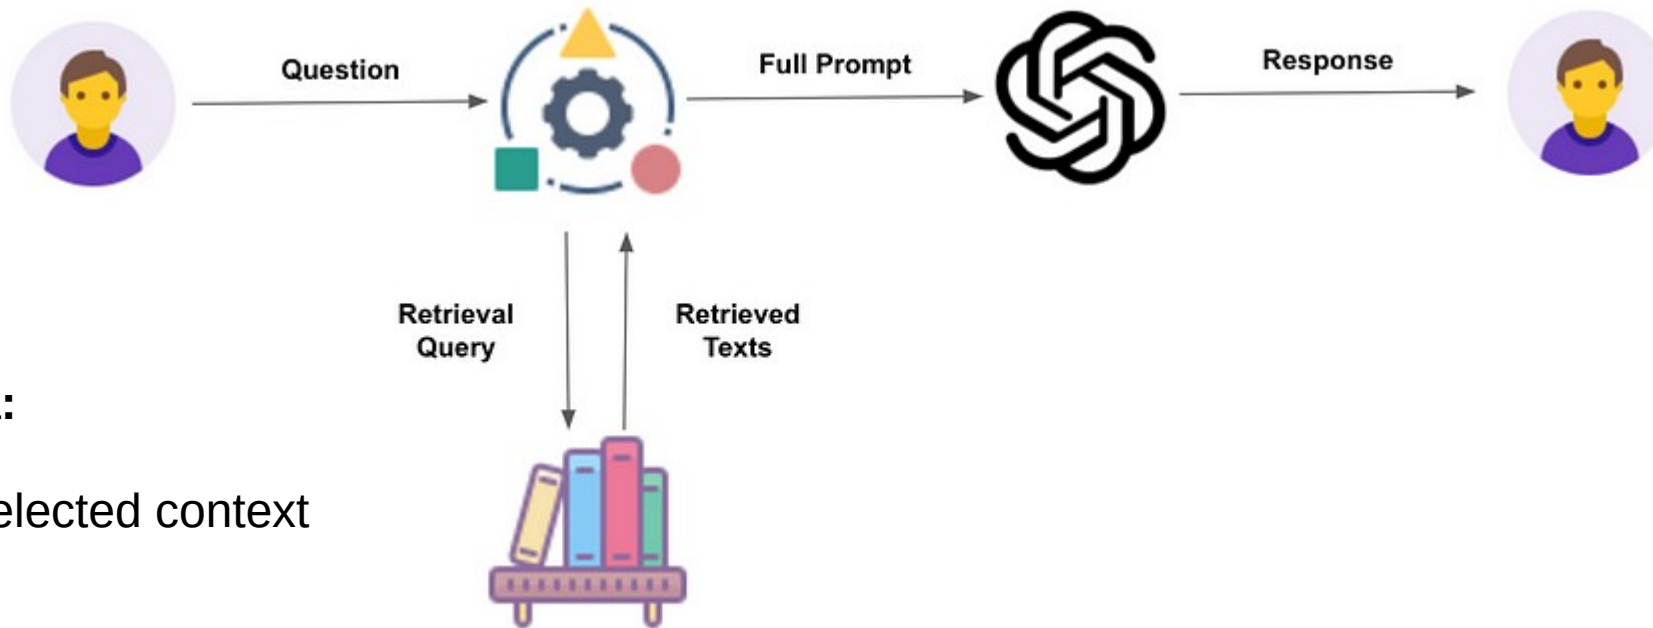 Question
Full Prompt
Response
Retrieval
Query
Retrieved
Texts
:
elected context